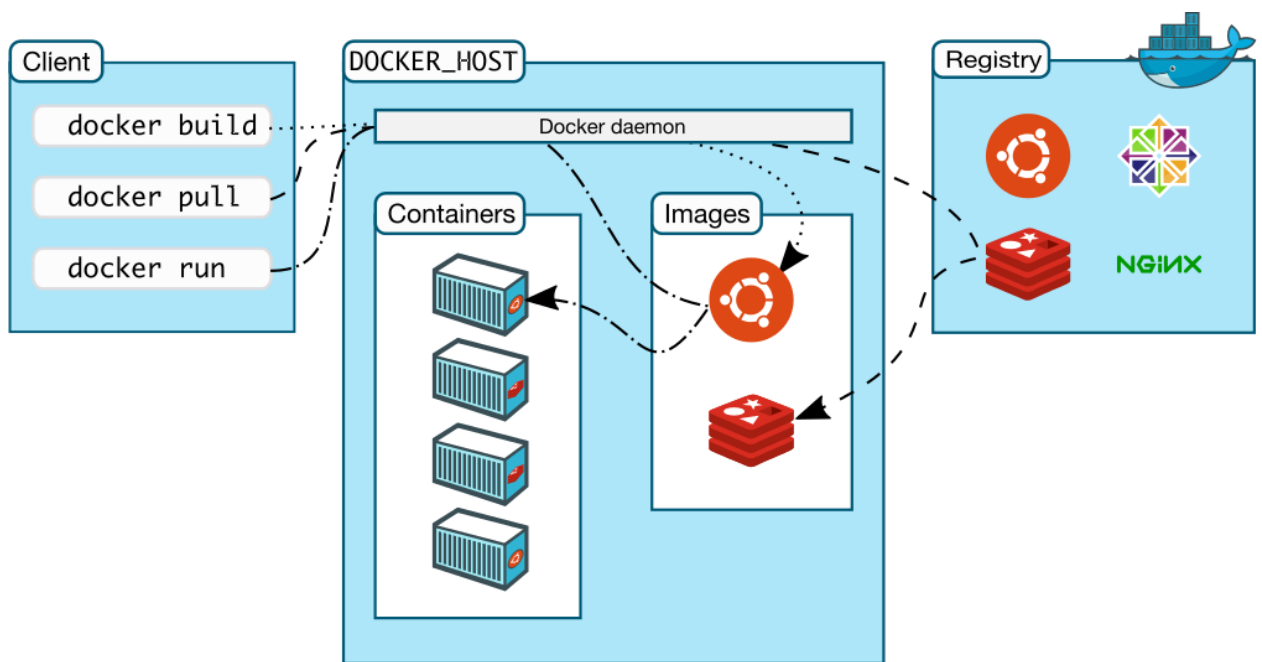 Client
docker build
docker pull
docker run
DOCKER_HOST
Docker daemon
Containers
Images
Registry
NGiNX